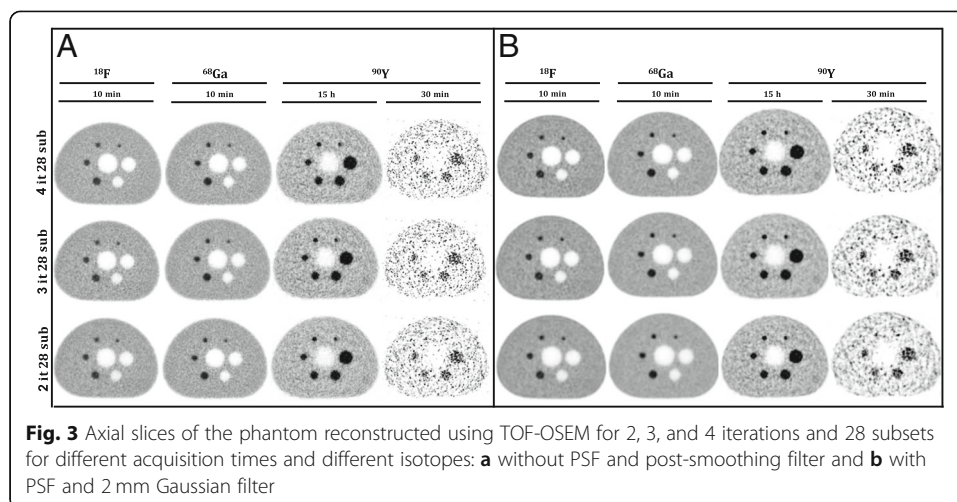 A
B
¹⁸F ⁶⁸Ga ⁹⁰Y
10 min 10 min 15 h 30 min
¹⁸F ⁶⁸Ga ⁹⁰Y
10 min 10 min 15 h 30 min
4 it 28 sub
3 it 28 sub
2 it 28 sub
Fig. 3 Axial slices of the phantom reconstructed using TOF-OSEM for 2, 3, and 4 iterations and 28 subsets
for different acquisition times and different isotopes: a without PSF and post-smoothing filter and b with
PSF and 2 mm Gaussian filter